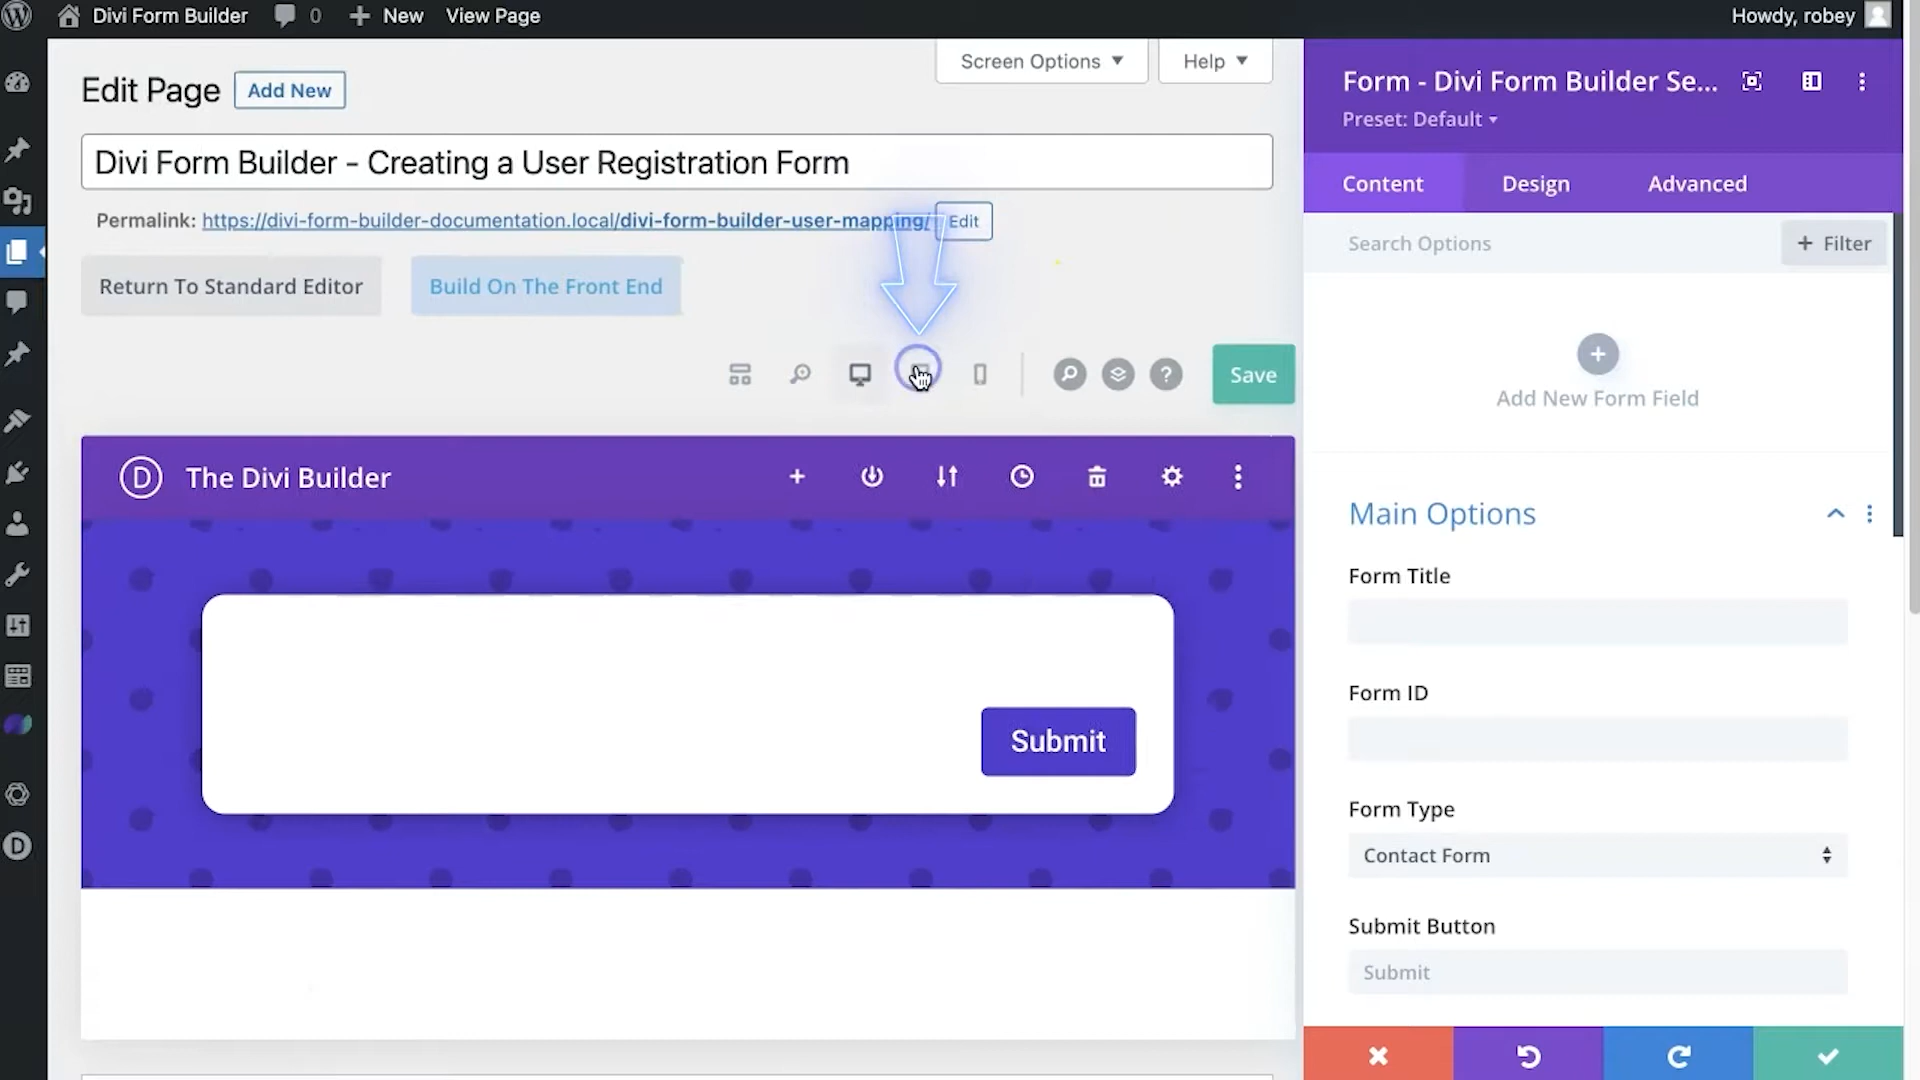 Divi Form Builder
0
New
View Page
Howdy, robey
Edit Page
Add New
Screen Options
Help
Divi Form Builder - Creating a User Registration Form
Permalink: https://divi-form-builder-documentation.local/divi-form-builder-user-mapping/
Edit
Return To Standard Editor
Build On The Front End
Save
The Divi Builder
Submit
Form - Divi Form Builder Se...
Preset: Default
Content
Design
Advanced
Search Options
+ Filter
Add New Form Field
Main Options
Form Title
Form ID
Form Type
Contact Form
Submit Button
Submit